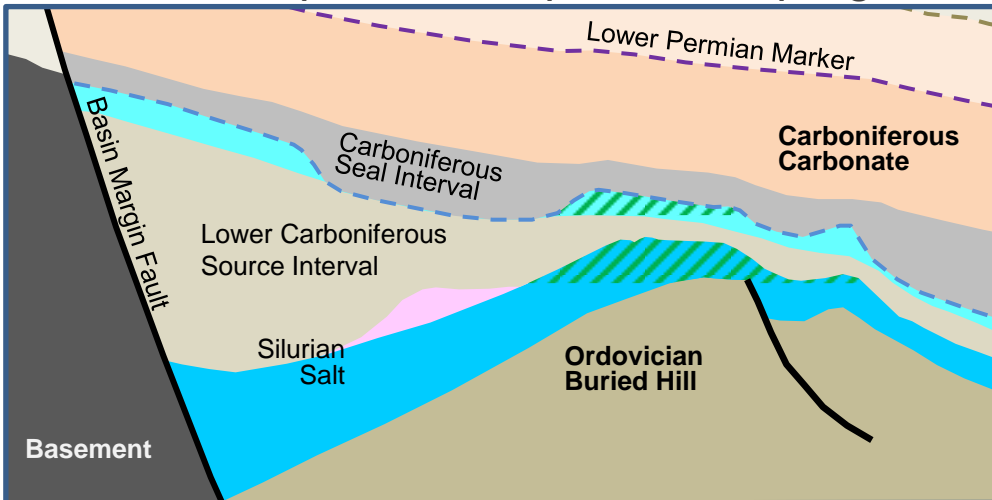 Lower Permian Marker
Carboniferous
Carbonate
Carboniferous
Seal Interval
Basin Margin Fault
Lower Carboniferous
Source Interval
Silurian
Salt
Ordovician
Buried Hill
Basement